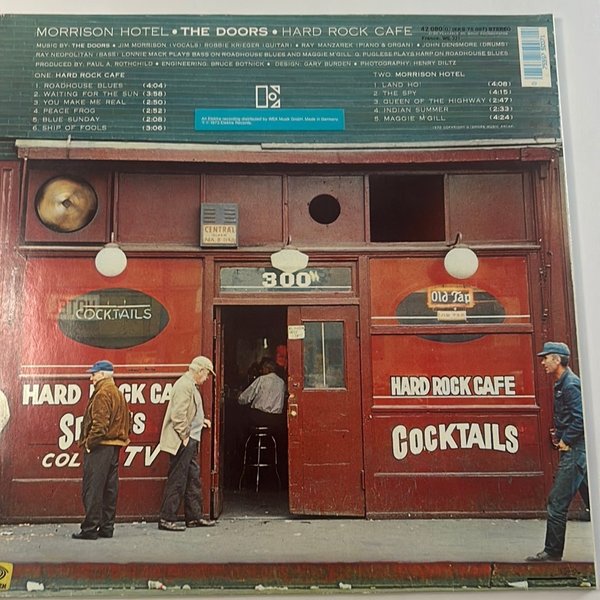 MORRISON HOTEL • THE DOORS • HARD ROCK CAFE
MUSIC BY: THE DOORS • JIM MORRISON (VOCALS) ROBBIE KRIEGER (GUITAR) • RAY MANZAREK (PIANO & ORGAN) • JOHN DENSMORE (DRUMS)
RAY NEOPOLITAN (BASS) LONNIE MACK PLAYS BASS ON ROADHOUSE BLUES AND MAGGIE M'GILL. G. PUGLESE PLAYS HARP ON ROADHOUSE BLUES
PRODUCED BY: PAUL A. ROTHCHILD • ENGINEERING: BRUCE BOTNICK • DESIGN: GARY BURDEN • PHOTOGRAPHY: HENRY DILTZ
ONE: HARD ROCK CAFE
1. ROADHOUSE BLUES (4:04)
2. WAITING FOR THE SUN (3:58)
3. YOU MAKE ME REAL (2:50)
4. PEACE FROG (2:52)
5. BLUE SUNDAY (2:08)
6. SHIP OF FOOLS (3:06)
TWO: MORRISON HOTEL
1. LAND HO! (4:08)
2. THE SPY (4:15)
3. QUEEN OF THE HIGHWAY (2:47)
4. INDIAN SUMMER (2:33)
5. MAGGIE M'GILL (4:24)
An Elektra recording distributed by WEA Musik GmbH. Made in Germany
℗ © 1970 Elektra Records.
STEREO
CENTRAL
300
COCKTAILS
Old Tap
HARD ROCK CA
COL TV
HARD ROCK CAFE
COCKTAILS